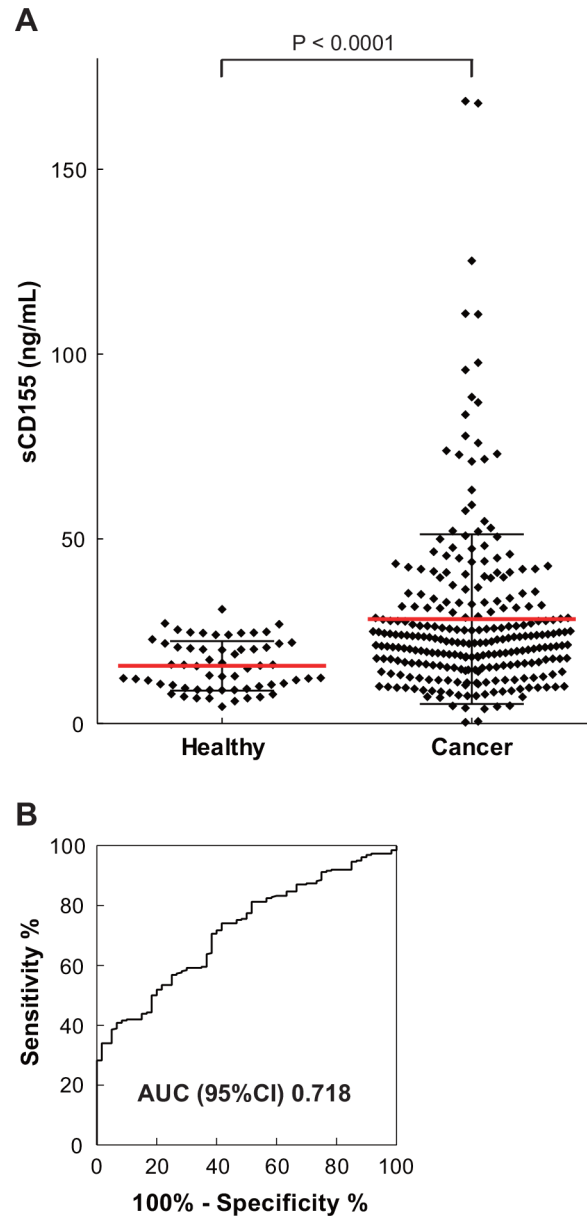 A
P < 0.0001
sCD155 (ng/mL)
150
100
50
0
Healthy Cancer
B
Sensitivity %
100
80
60
40
20
0
AUC (95%CI) 0.718
0 20 40 60 80 100
100% - Specificity %